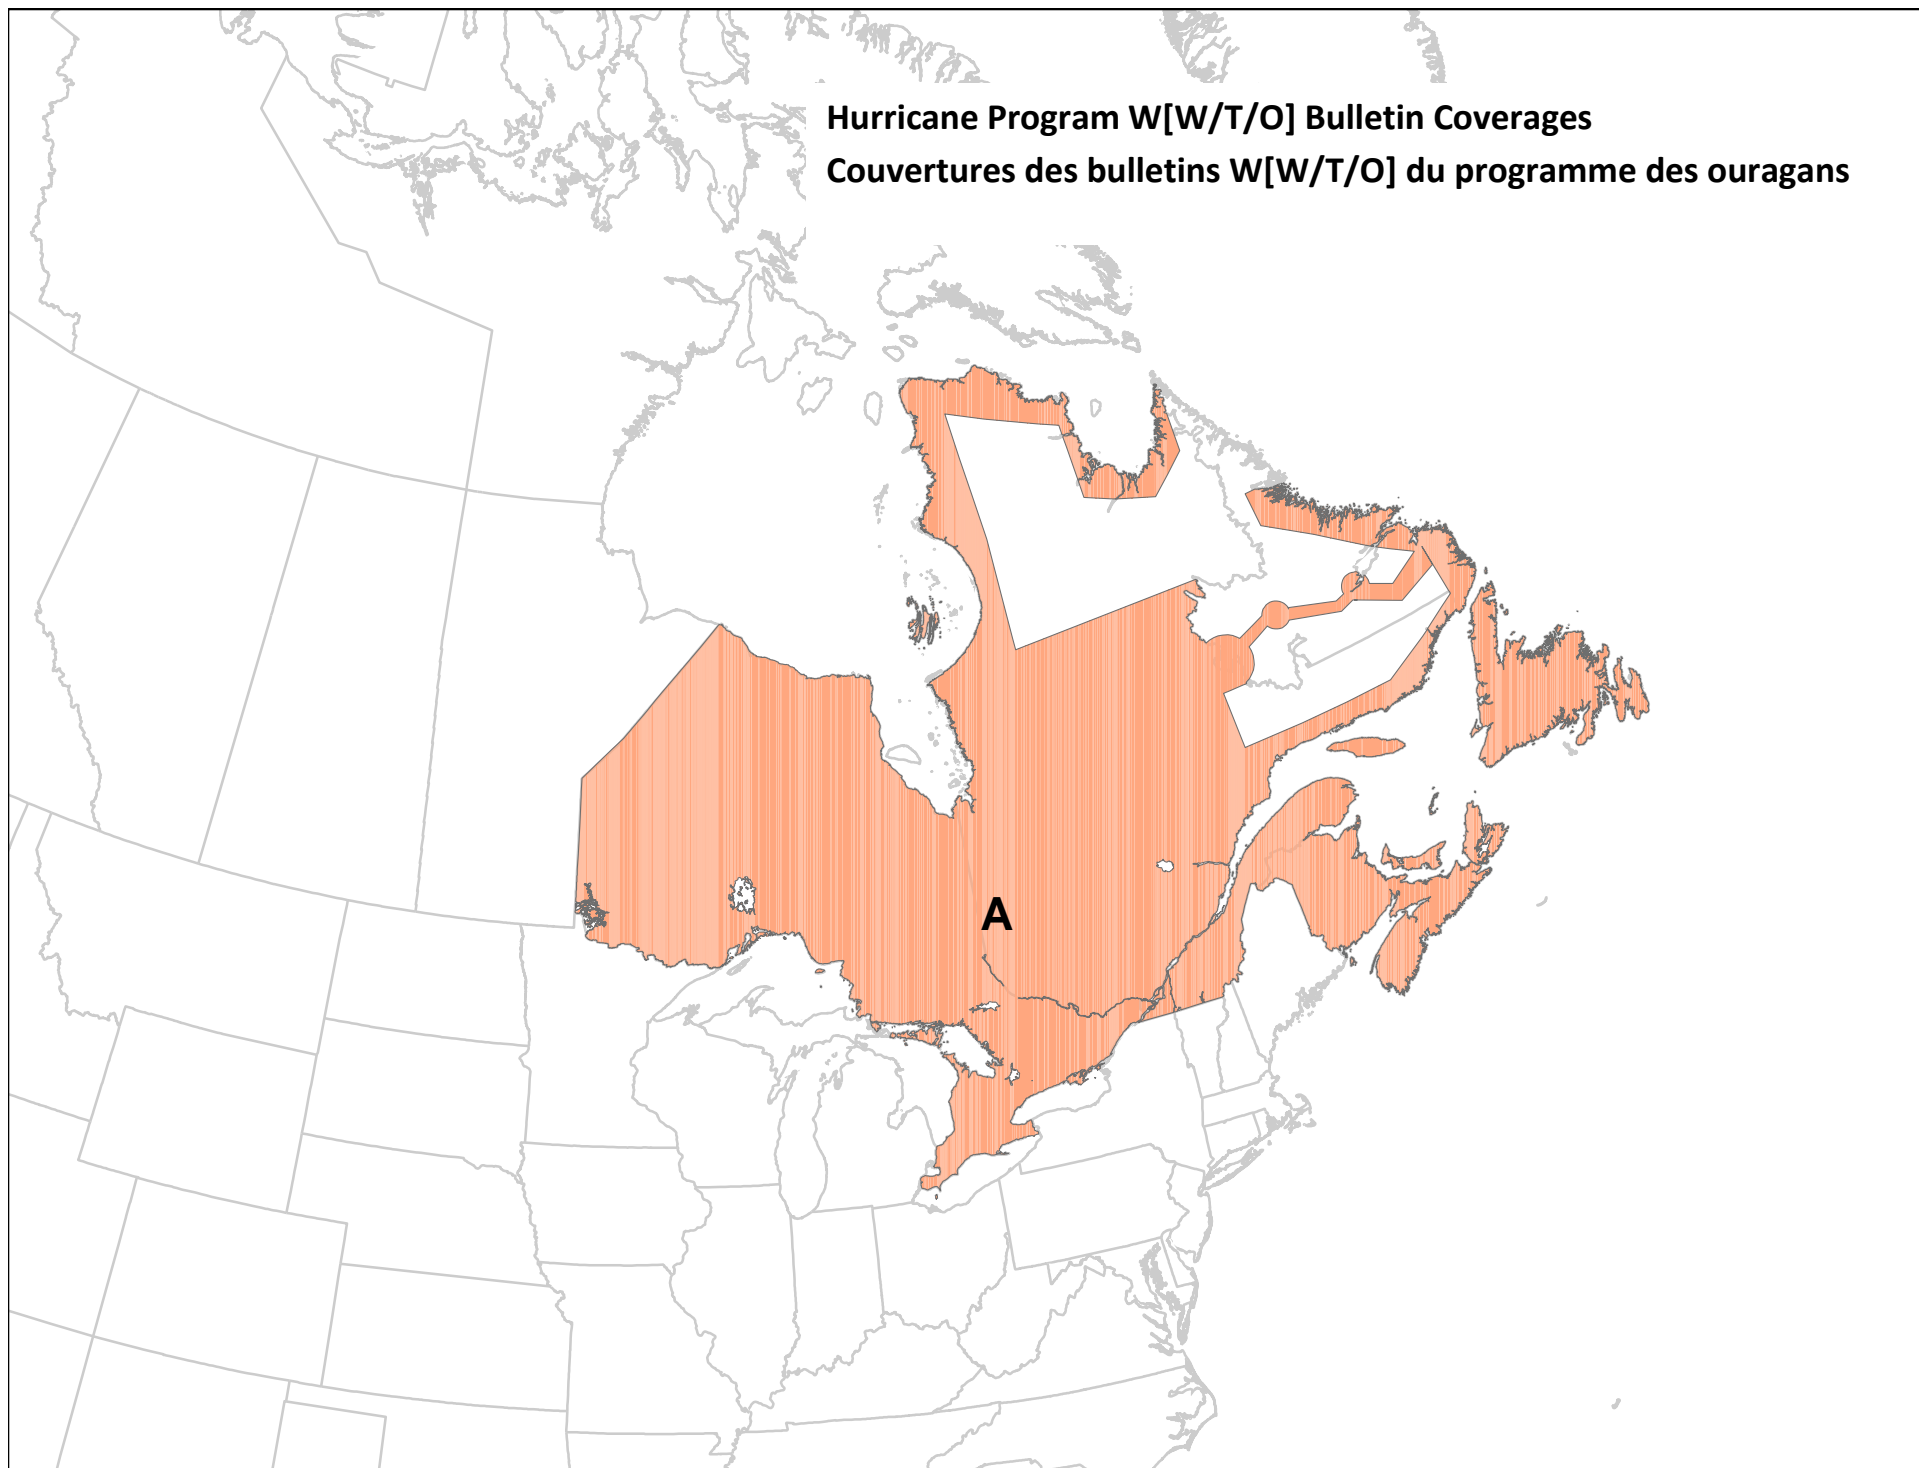 Hurricane Program W[W/T/O] Bulletin Coverages
Couvertures des bulletins W[W/T/O] du programme des ouragans
A